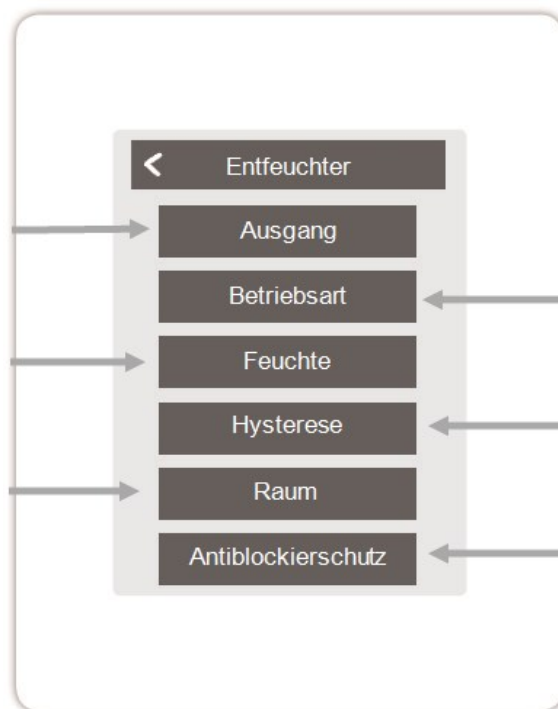 Entfeuchter
Ausgang
Betriebsart
Feuchte
Hysterese
Raum
Antiblockierschutz